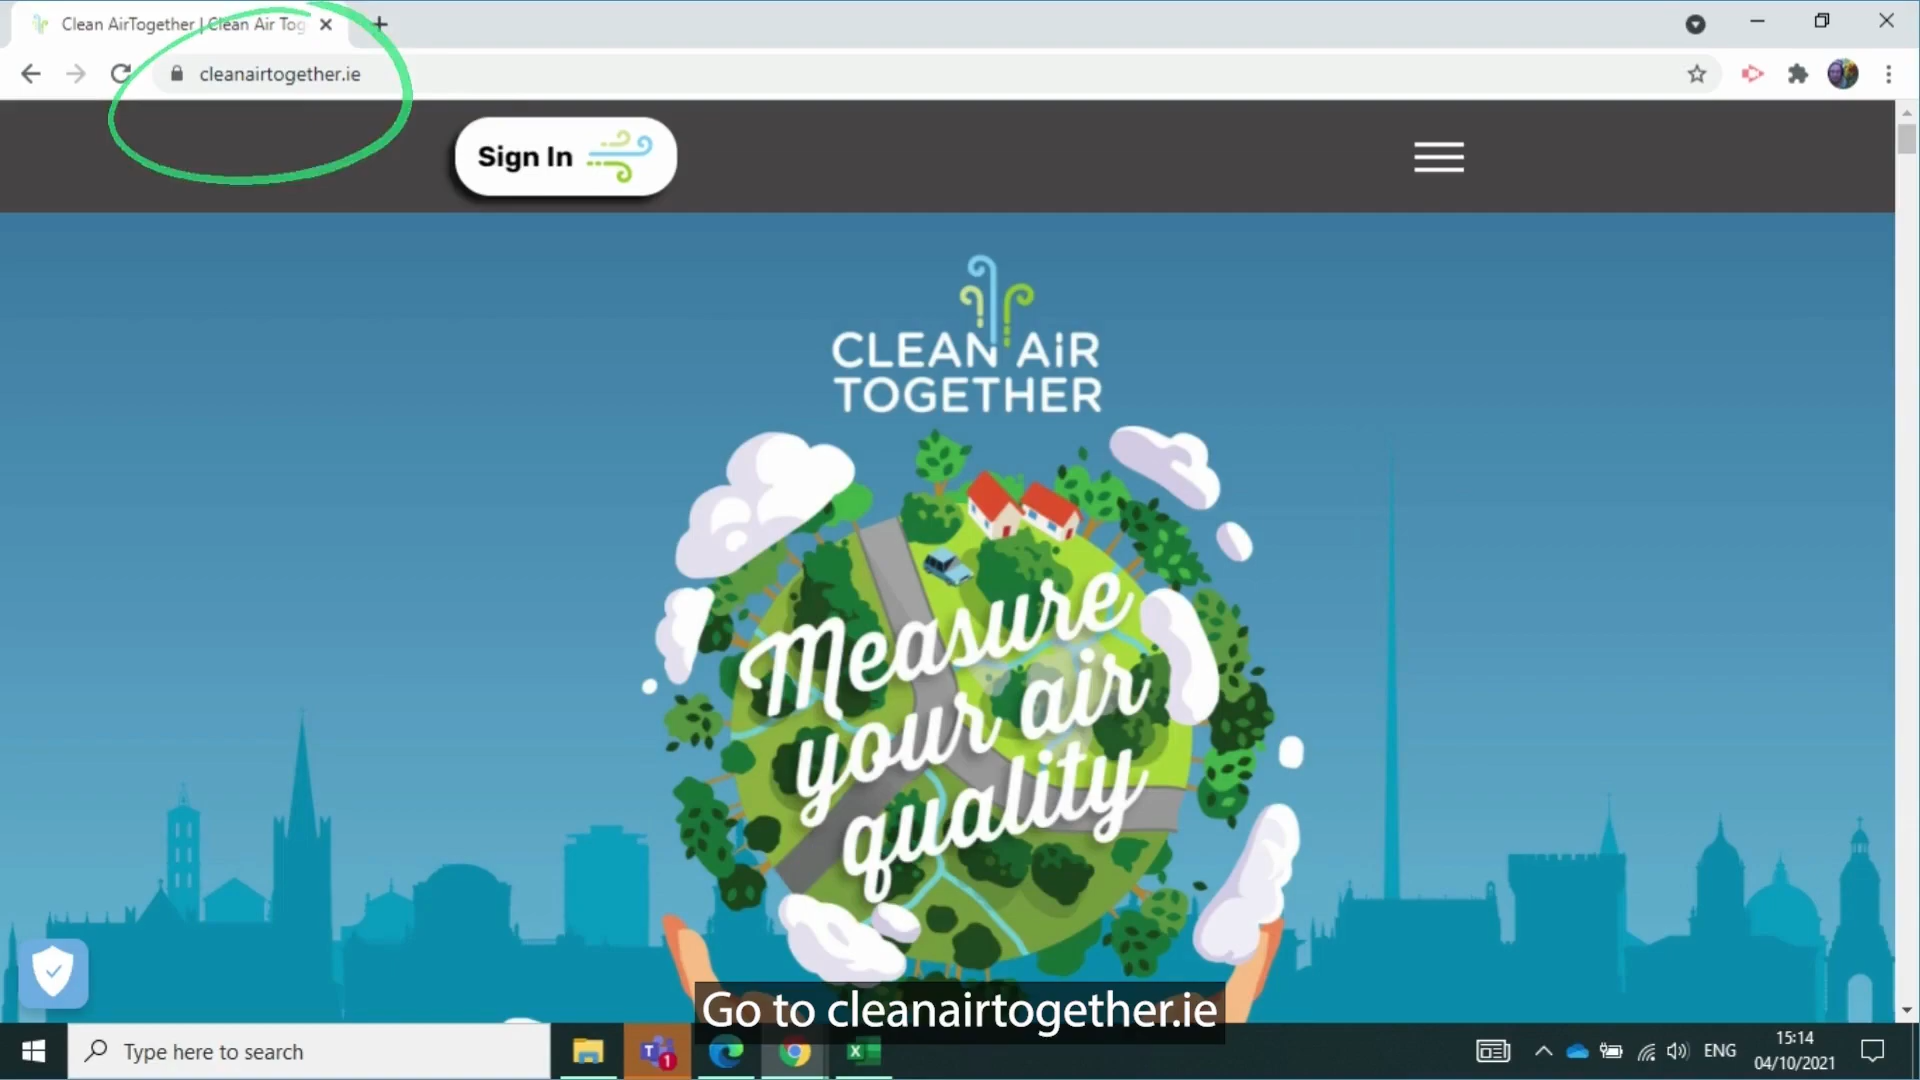 Clean AirTogether | Clean Air Tog
cleanairtogether.ie
Sign In
CLEAN AiR
TOGETHER
Measure
your air
quality
Go to cleanairtogether.ie
Type here to search
T
1
X
ENG
15:14
04/10/2021